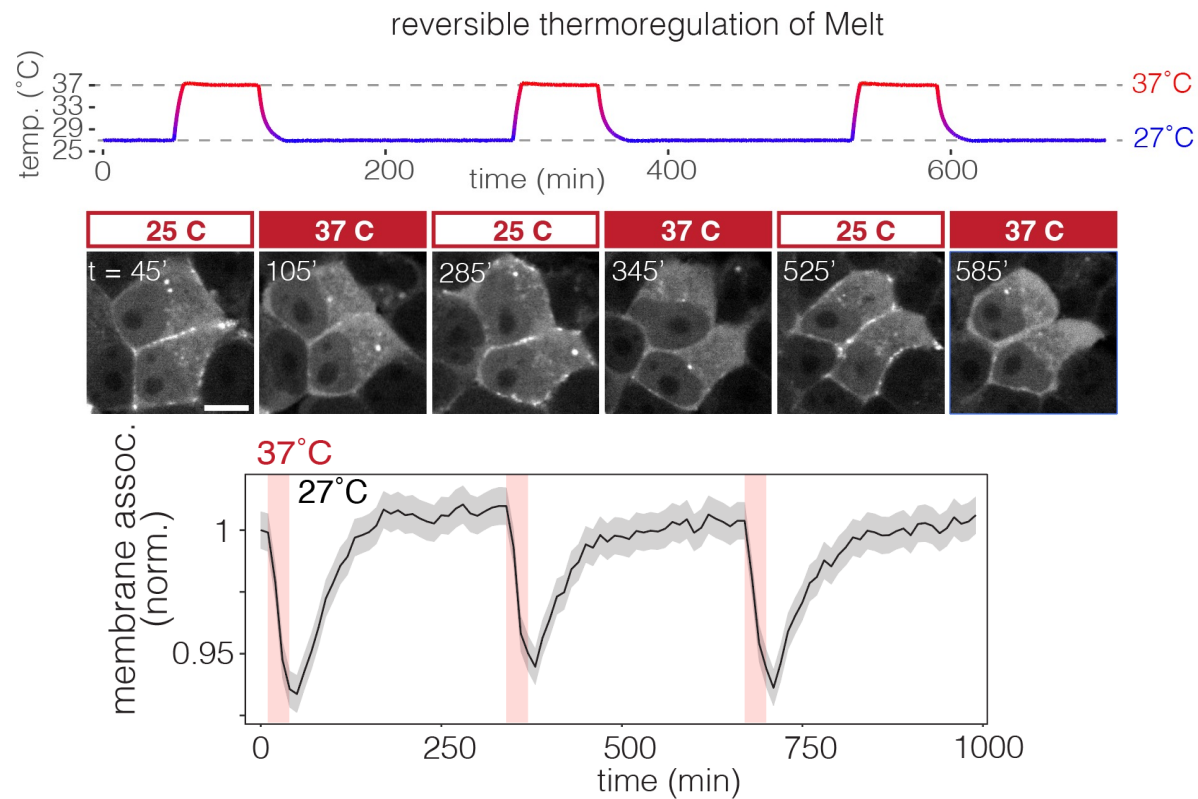 reversible thermoregulation of Melt
temp. (˚C)
37
33
29
25
37˚C
27˚C
0 200 400 600
time (min)
25 C 37 C 25 C 37 C 25 C 37 C
t = 45' 105' 285' 345' 525' 585'
membrane assoc.
(norm.)
37˚C
27˚C
1
0.95
0 250 500 750 1000
time (min)